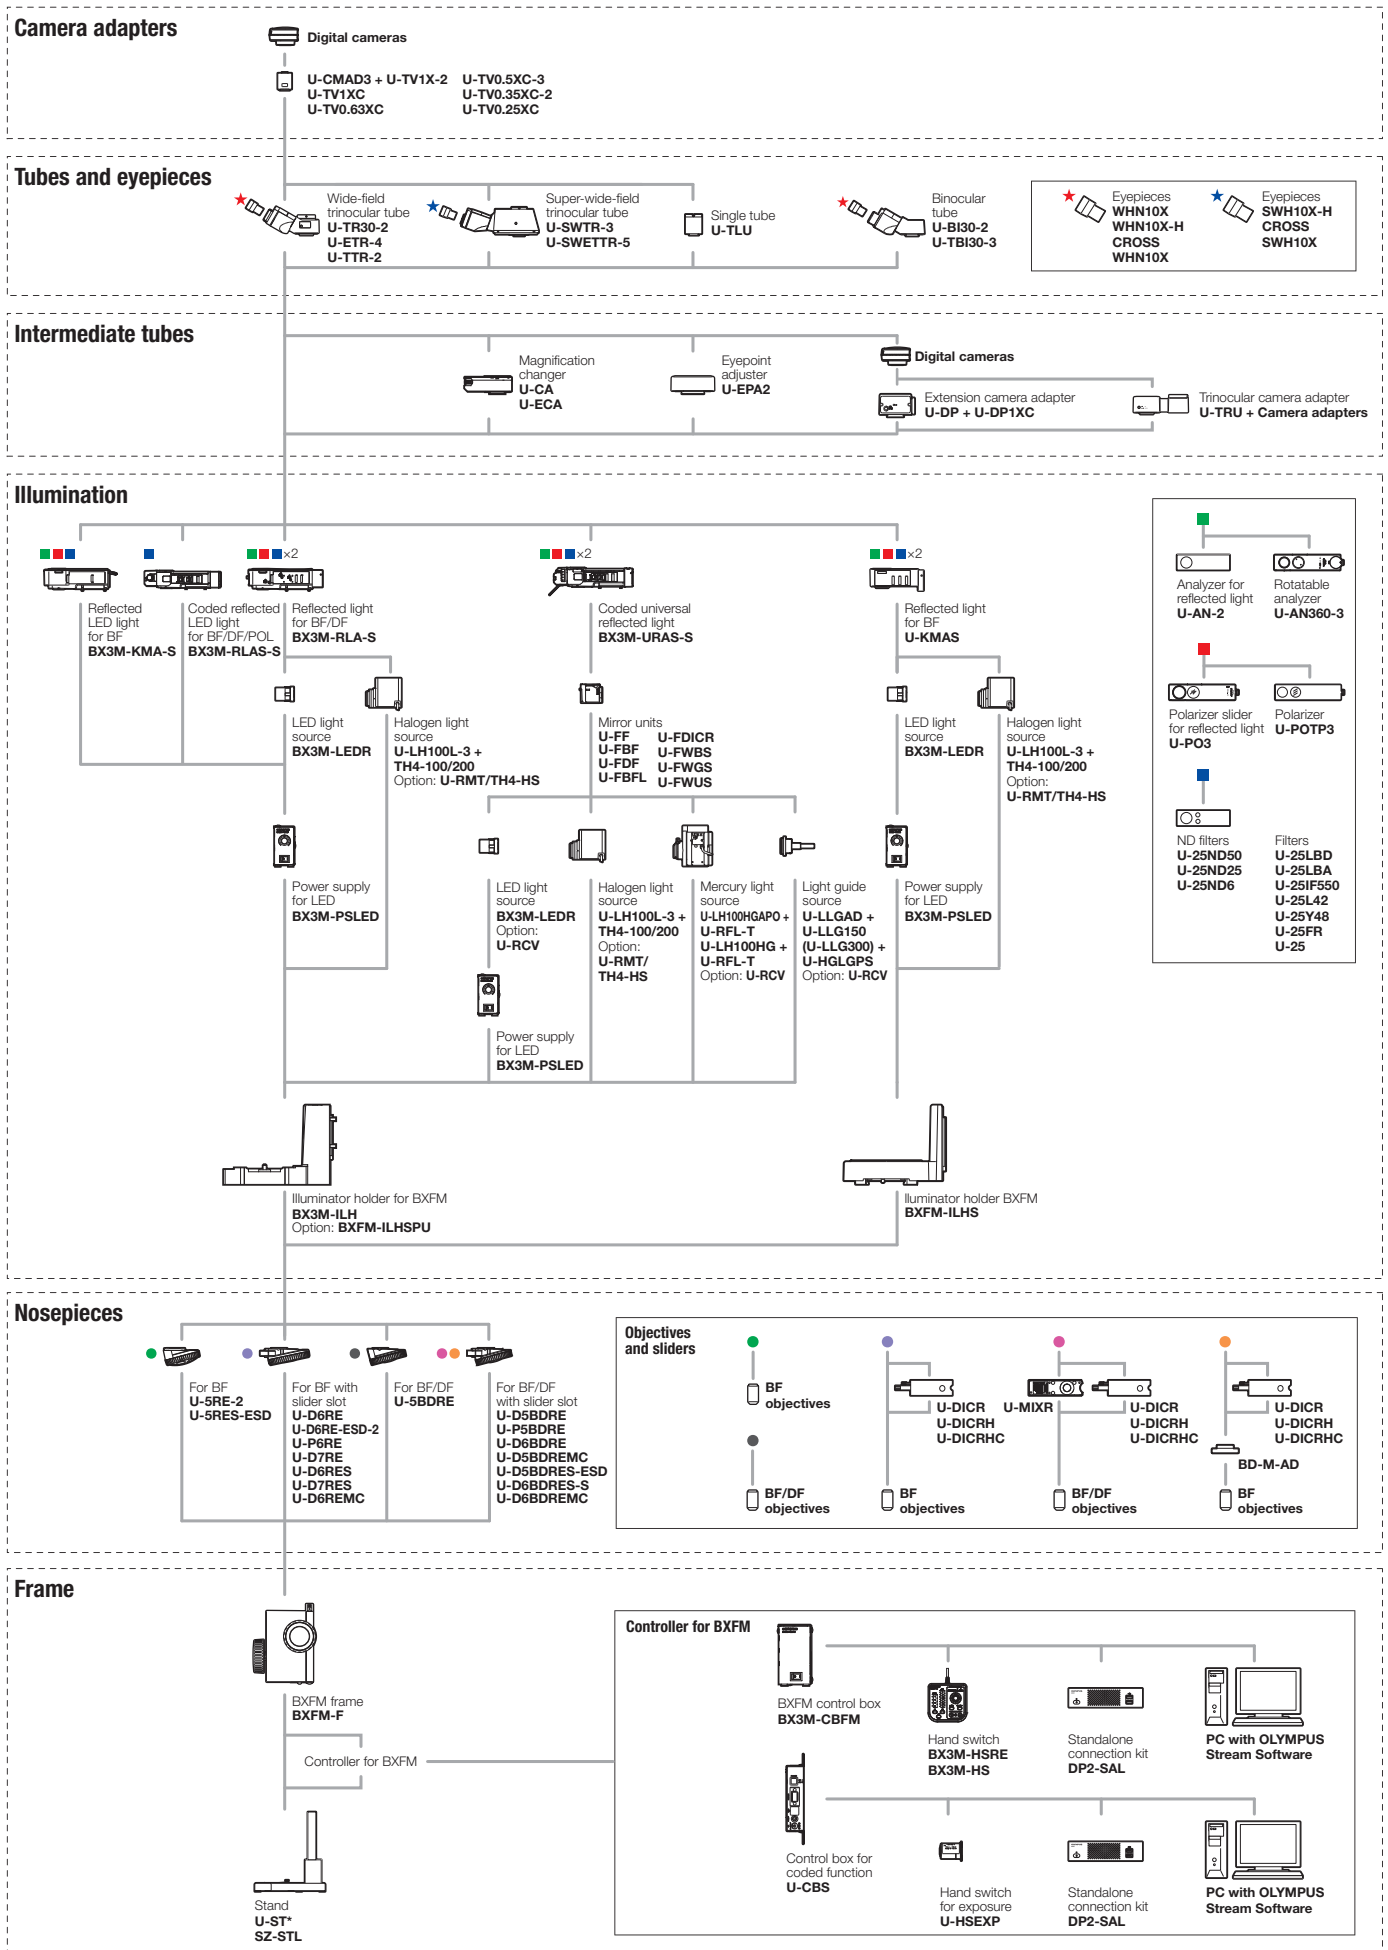 Camera adapters
Digital cameras
U-CMAD3 + U-TV1X-2
U-TV1XC
U-TV0.63XC
U-TV0.5XC-3
U-TV0.35XC-2
U-TV0.25XC
Tubes and eyepieces
Wide-field
trinocular tube
U-TR30-2
U-ETR-4
U-TTR-2
Super-wide-field
trinocular tube
U-SWTR-3
U-SWETTR-5
Single tube
U-TLU
Binocular
tube
U-BI30-2
U-TBI30-3
Eyepieces
WHN10X
WHN10X-H
CROSS
WHN10X
Eyepieces
SWH10X-H
CROSS
SWH10X
Intermediate tubes
Magnification
changer
U-CA
U-ECA
Eyepoint
adjuster
U-EPA2
Digital cameras
Extension camera adapter
U-DP + U-DP1XC
Trinocular camera adapter
U-TRU + Camera adapters
Illumination
×2
×2
×2
Reflected
LED light
for BF
BX3M-KMA-S
Coded reflected
LED light
for BF/DF/POL
BX3M-RLAS-S
Reflected light
for BF/DF
BX3M-RLA-S
Coded universal
reflected light
BX3M-URAS-S
Reflected light
for BF
U-KMAS
LED light
source
BX3M-LEDR
Halogen light
source
U-LH100L-3 +
TH4-100/200
Option: U-RMT/TH4-HS
Mirror units
U-FF
U-FBF
U-FDF
U-FBFL
U-FDICR
U-FWBS
U-FWGS
U-FWUS
LED light
source
BX3M-LEDR
Halogen light
source
U-LH100L-3 +
TH4-100/200
Option:
U-RMT/TH4-HS
Power supply
for LED
BX3M-PSLED
LED light
source
BX3M-LEDR
Option:
U-RCV
Halogen light
source
U-LH100L-3 +
TH4-100/200
Option:
U-RMT/
TH4-HS
Mercury light
source
U-LH100HGAPO +
U-RFL-T
U-LH100HG +
U-RFL-T
Option: U-RCV
Light guide
source
U-LLGAD +
U-LLG150
(U-LLG300) +
U-HGLGPS
Option: U-RCV
Power supply
for LED
BX3M-PSLED
Power supply
for LED
BX3M-PSLED
Analyzer for
reflected light
U-AN-2
Rotatable
analyzer
U-AN360-3
Polarizer slider
for reflected light
U-PO3
Polarizer
U-POTP3
ND filters
U-25ND50
U-25ND25
U-25ND6
Filters
U-25LBD
U-25LBA
U-25IF550
U-25L42
U-25Y48
U-25FR
U-25
Illuminator holder for BXFM
BX3M-ILH
Option: BXFM-ILHSPU
Iluminator holder BXFM
BXFM-ILHS
Nosepieces
For BF
U-5RE-2
U-5RES-ESD
For BF with
slider slot
U-D6RE
U-D6RE-ESD-2
U-P6RE
U-D7RE
U-D6RES
U-D7RES
U-D6REMC
For BF/DF
U-5BDRE
For BF/DF
with slider slot
U-D5BDRE
U-P5BDRE
U-D6BDRE
U-D5BDREMC
U-D5BDRES-ESD
U-D6BDRES-S
U-D6BDREMC
Objectives
and sliders
BF
objectives
BF/DF
objectives
U-DICR
U-DICRH
U-DICRHC
BF
objectives
U-MIXR
U-DICR
U-DICRH
U-DICRHC
BF/DF
objectives
U-DICR
U-DICRH
U-DICRHC
BD-M-AD
BF
objectives
Frame
BXFM frame
BXFM-F
Controller for BXFM
Stand
U-ST*
SZ-STL
Controller for BXFM
BXFM control box
BX3M-CBFM
Hand switch
BX3M-HSRE
BX3M-HS
Standalone
connection kit
DP2-SAL
PC with OLYMPUS
Stream Software
Control box for
coded function
U-CBS
Hand switch
for exposure
U-HSEXP
Standalone
connection kit
DP2-SAL
PC with OLYMPUS
Stream Software